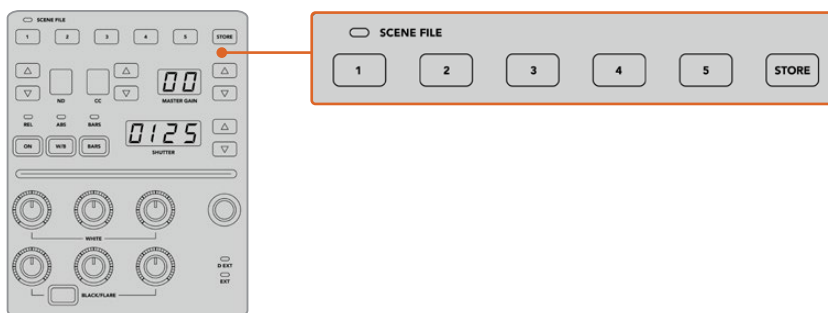 SCENE FILE
1 2 3 4 5 STORE
ND CC 00
MASTER GAIN
REL ABS BARS
ON W/B BARS 0125
SHUTTER
WHITE
D EXT
EXT
BLACK/FLARE
SCENE FILE
1 2 3 4 5 STORE